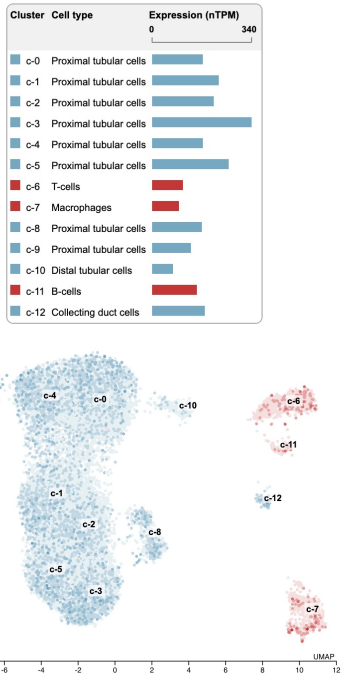 Cluster Cell type Expression (nTPM)
0 340
c-0 Proximal tubular cells
c-1 Proximal tubular cells
c-2 Proximal tubular cells
c-3 Proximal tubular cells
c-4 Proximal tubular cells
c-5 Proximal tubular cells
c-6 T-cells
c-7 Macrophages
c-8 Proximal tubular cells
c-9 Proximal tubular cells
c-10 Distal tubular cells
c-11 B-cells
c-12 Collecting duct cells
c-4 c-0 c-10 c-6
c-11
c-1 c-12
c-2 c-8
c-5
c-3 c-7
UMAP
-6 -4 -2 0 2 4 6 8 10 12